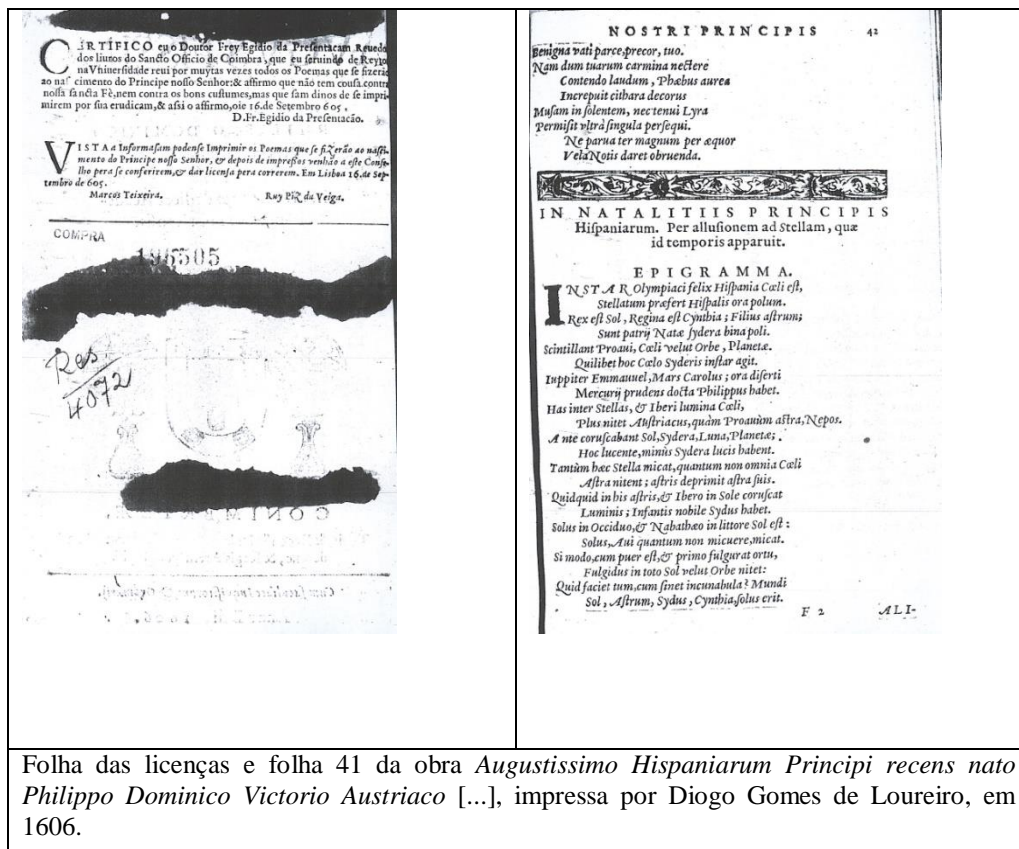 CERTIFICO eu o Doutor Frey Egidio da Presentacam Reuedo
dos liuros do Sancto Officio de Coimbra, que eu seruindo de Reyto
na Vniuersidade reui por muytas vezes todos os Poemas que se fizerão
ao nascimento do Principe nosso Senhor: & affirmo que não tem cousa contra
nossa sancta Fè, nem contra os bons custumes, mas que sam dinos de se impri-
mirem por sua erudicam, & assi o affirmo, oie 16. de Setembro 605.
D. Fr. Egidio da Presentacão.
VISTA a Informasam podense Imprimir os Poemas que se fizerão ao nassi-
mento do Principe nosso Senhor, & depois de impressos venhão a este Conse-
lho pera se conferirem, & dar licensa pera correrem. Em Lisboa 16. de Sep-
tembro de 605.
Marcos Teixeira. Ruy Piz da Veiga.
COMPRA
Res
4072
NOSTRI PRINCIPIS 42
Benigna vati parce, precor, tuo.
Nam dum tuarum carmina nectere
Contendo laudum, Phœbus aurea
Increpuit cithara decorus
Musam insolentem, nec tenui Lyra
Permisit vltrà singula persequi.
Ne parua ter magnum per æquor
Vela Notis daret obruenda.
IN NATALITIIS PRINCIPIS
Hispaniarum. Per allusionem ad Stellam, quæ
id temporis apparuit.
EPIGRAMMA.
INSTAR Olympiaci felix Hispania Cœli est,
Stellatum præfert Hispalis ora polum.
Rex est Sol, Regina est Cynthia; Filius astrum;
Sunt patrij Natæ sydera bina poli.
Scintillant Proaui, Cœli velut Orbe, Planetæ.
Quilibet hoc Cœlo Syderis instar agit.
Iuppiter Emmanuel, Mars Carolus; ora diserti
Mercurij prudens docta Philippus habet.
Has inter Stellas, & Iberi lumina Cœli,
Plus nitet Austriacus, quàm Proauùm astra, Nepos.
Ante coruscabant Sol, Sydera, Luna, Planetæ;
Hoc lucente, minùs Sydera lucis habent.
Tantùm hæc Stella micat, quantum non omnia Cœli
Astra nitent; astris deprimit astra suis.
Quidquid in his astris, & Ibero in Sole coruscat
Luminis; Infantis nobile Sydus habet.
Solus in Occiduo, & Nabathæo in littore Sol est:
Solus, Aui quantum non micuere, micat.
Si modo, cum puer est, & primo fulgurat ortu,
Fulgidus in toto Sol velut Orbe nitet:
Quid faciet tum, cum sinet incunabula? Mundi
Sol, Astrum, Sydus, Cynthia, solus erit.
F 2 ALI-
Folha das licenças e folha 41 da obra Augustissimo Hispaniarum Principi recens nato
Philippo Dominico Victorio Austriaco [...], impressa por Diogo Gomes de Loureiro, em
1606.